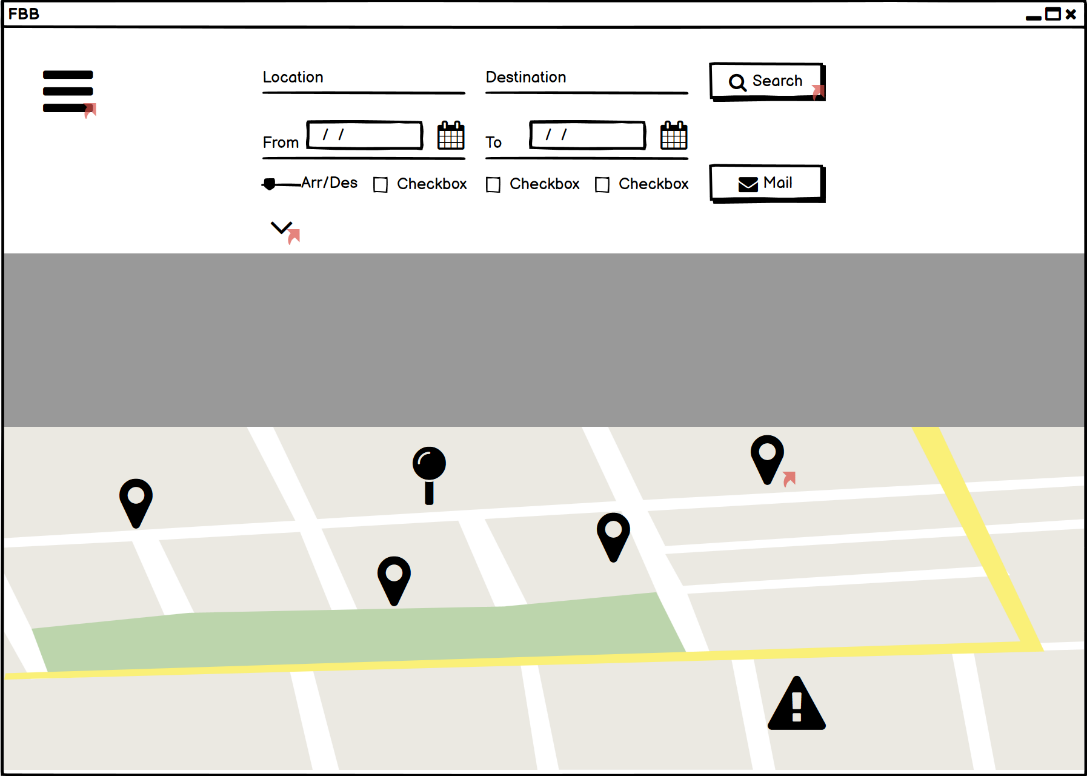 FBB
Location Destination Search
From / / To / /
Arr/Des Checkbox Checkbox Checkbox Mail